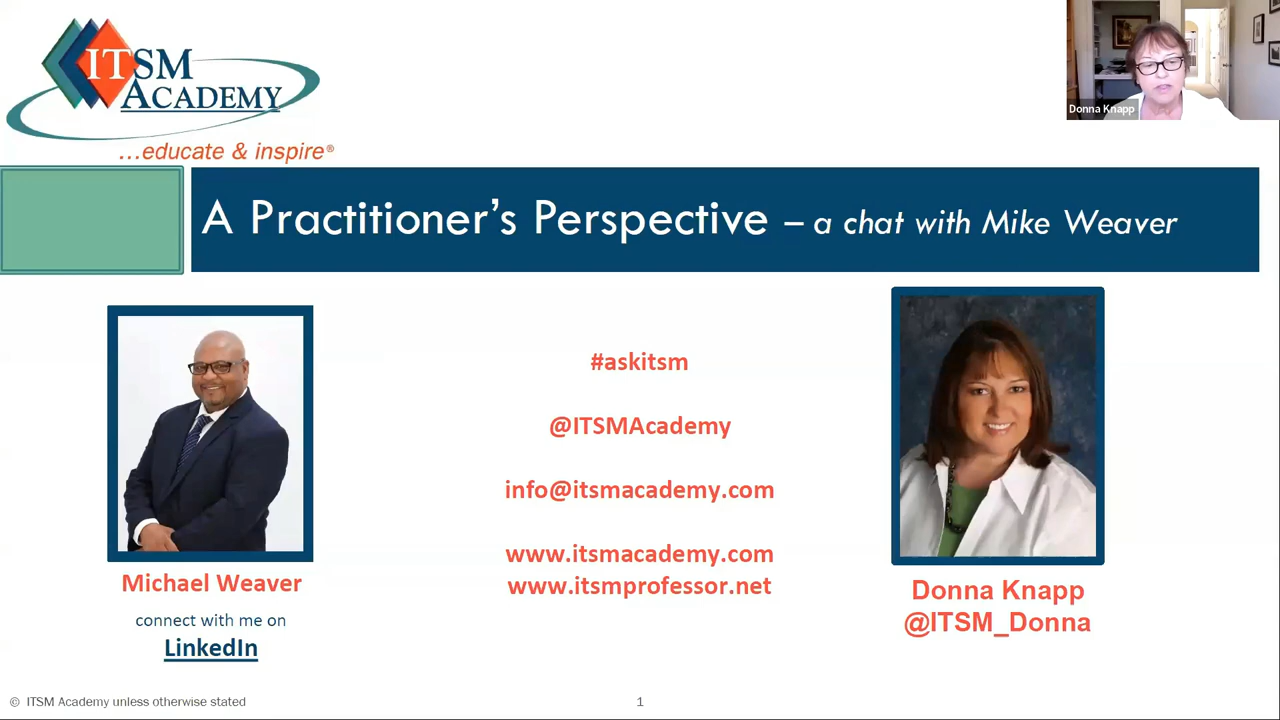 ITSM
ACADEMY
...educate & inspire®
Donna Knapp
A Practitioner's Perspective – a chat with Mike Weaver
#askitsm
@ITSMAcademy
info@itsmacademy.com
www.itsmacademy.com
www.itsmprofessor.net
Michael Weaver
connect with me on
LinkedIn
Donna Knapp
@ITSM_Donna
© ITSM Academy unless otherwise stated
1